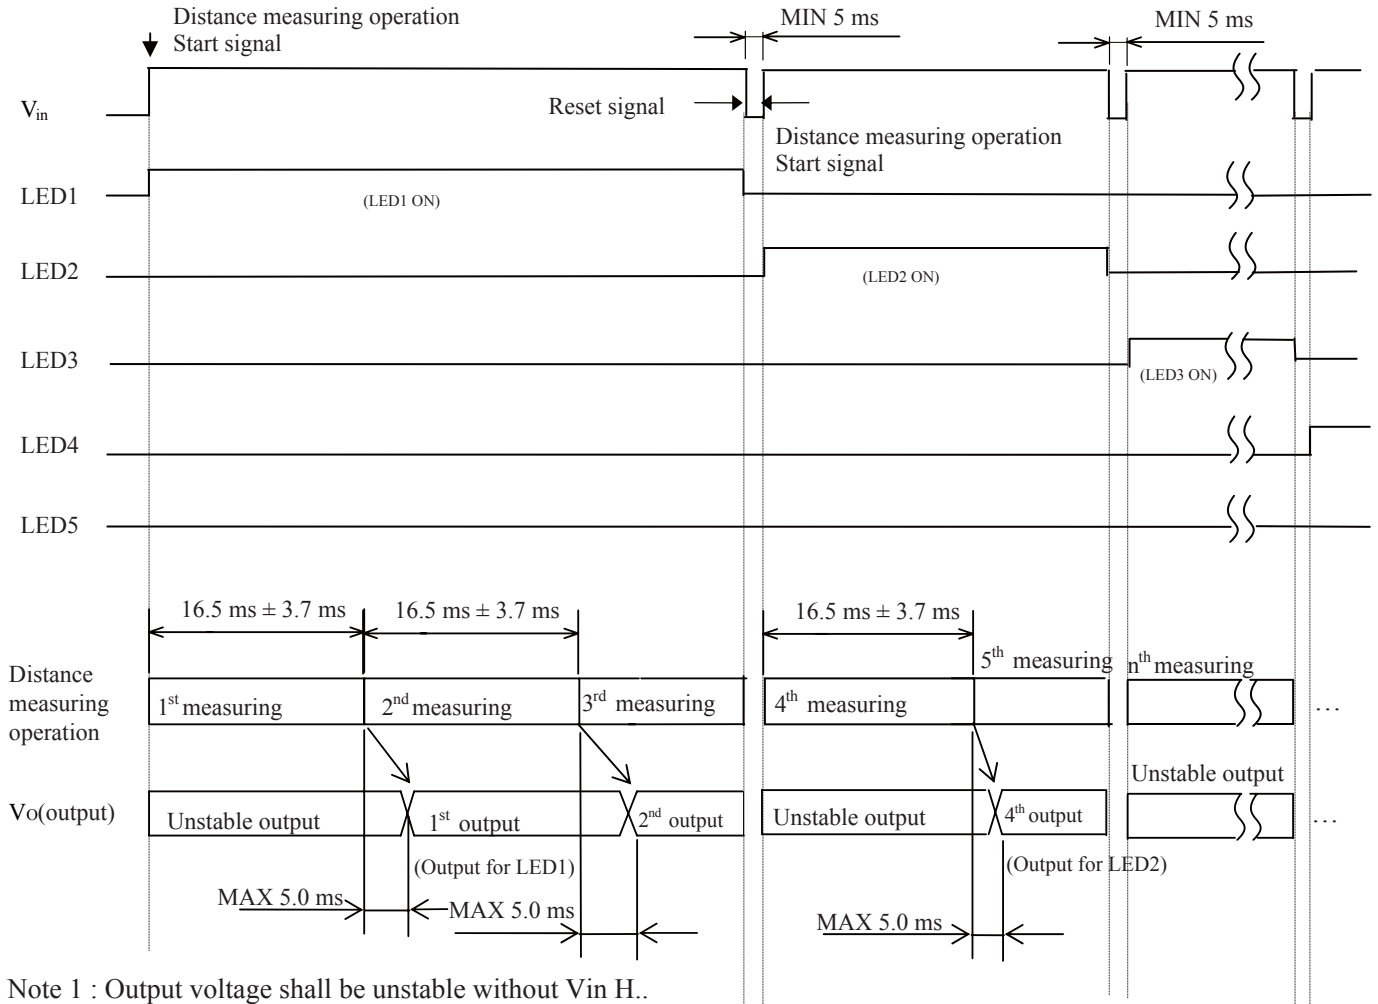 Distance measuring operation
Start signal
MIN 5 ms
MIN 5 ms
Vin
Reset signal
Distance measuring operation
Start signal
LED1
(LED1 ON)
LED2
(LED2 ON)
LED3
(LED3 ON)
LED4
LED5
16.5 ms ± 3.7 ms
16.5 ms ± 3.7 ms
16.5 ms ± 3.7 ms
Distance
measuring
operation
1st measuring
2nd measuring
3rd measuring
4th measuring
5th measuring
nth measuring
...
Vo(output)
Unstable output
1st output
2nd output
Unstable output
4th output
Unstable output
...
(Output for LED1)
(Output for LED2)
MAX 5.0 ms
MAX 5.0 ms
MAX 5.0 ms
Note 1 : Output voltage shall be unstable without Vin H..